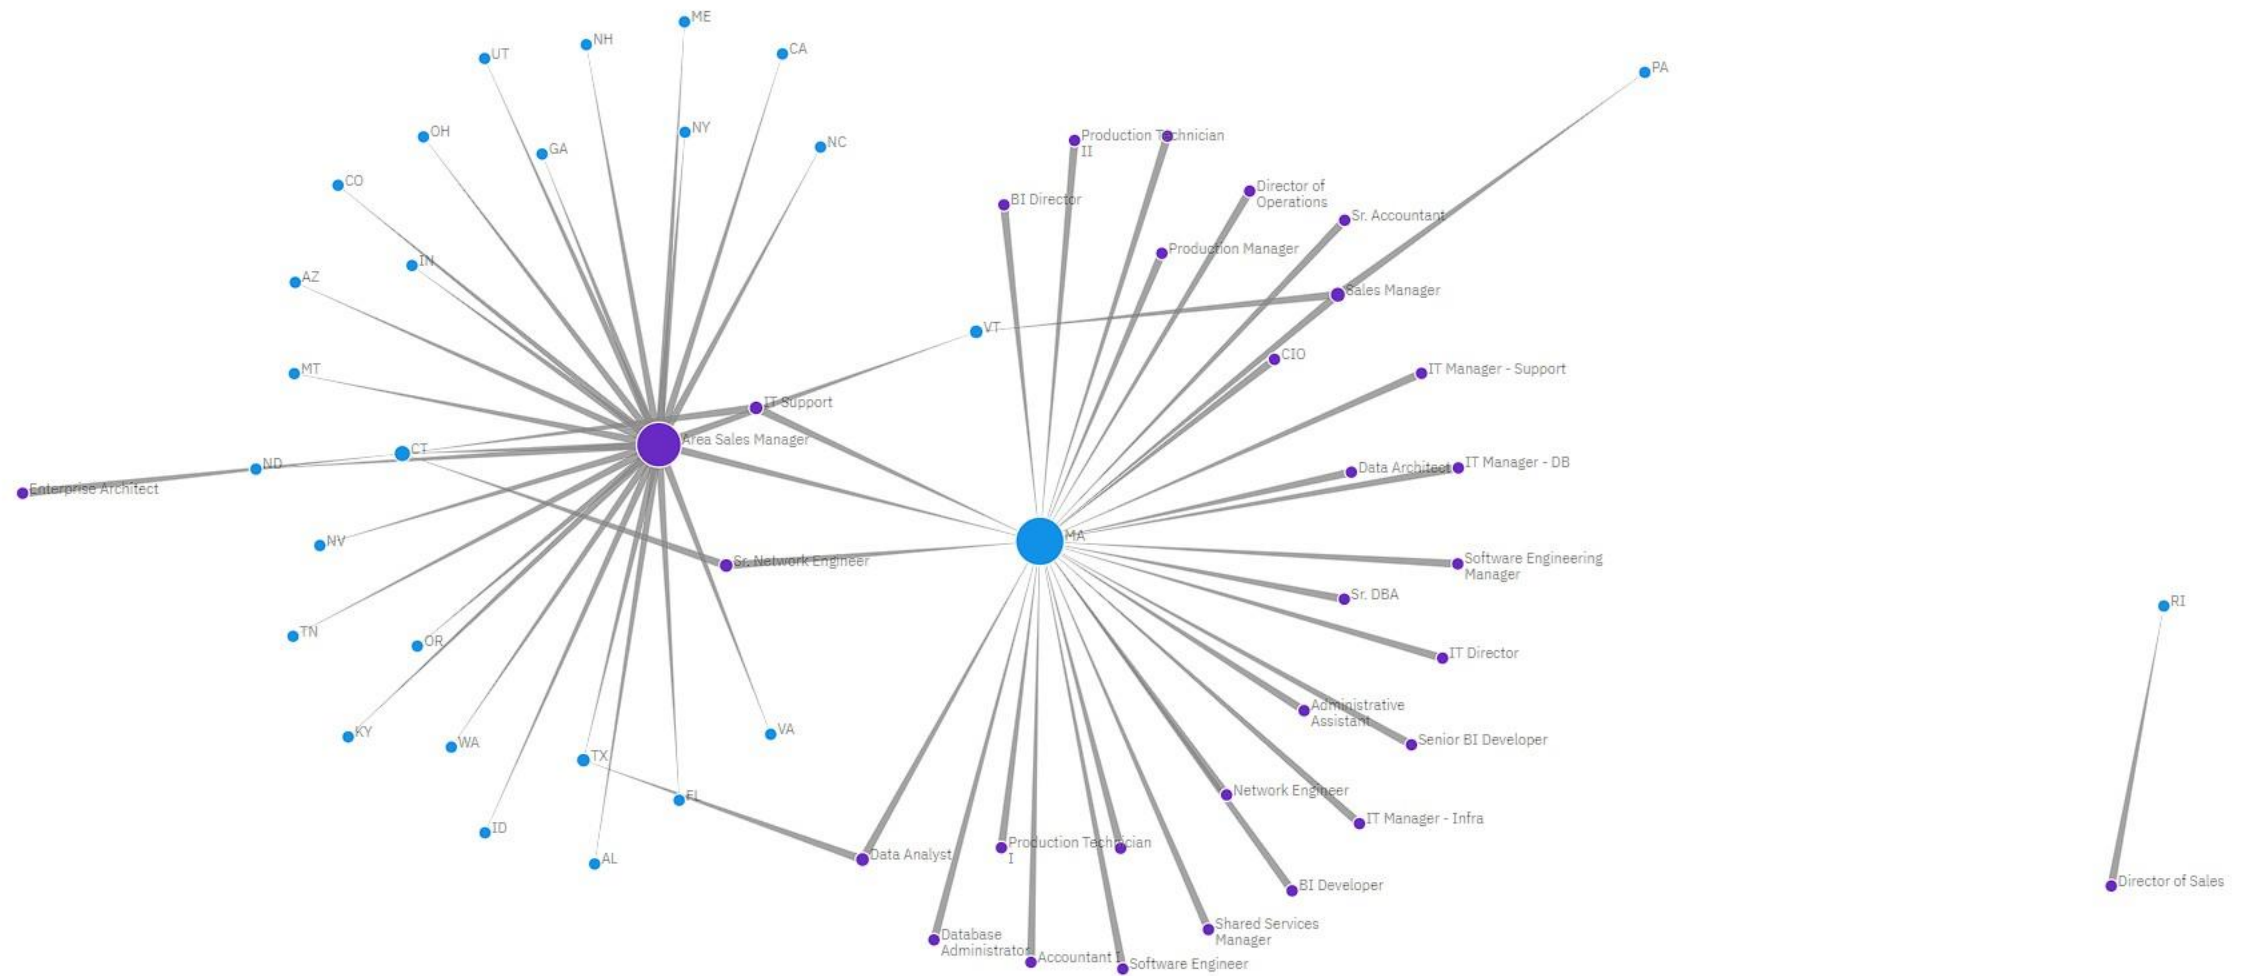 ME
NH
CA
UT
PA
NY
OH
Production Technician
II
NC
GA
CO
Director of
Operations
BI Director
Sr. Accountant
Production Manager
IN
AZ
Sales Manager
VT
CIO
MT
IT Manager - Support
IT Support
Area Sales Manager
CT
ND
Data Architect
IT Manager - DB
Enterprise Architect
MA
NV
Sr. Network Engineer
Software Engineering
Manager
Sr. DBA
RI
TN
OR
IT Director
Administrative
Assistant
VA
KY
WA
Senior BI Developer
TX
Network Engineer
FL
IT Manager - Infra
ID
Production Technician
I
AL
Data Analyst
Director of Sales
BI Developer
Shared Services
Manager
Database
Administrator
Accountant I
Software Engineer